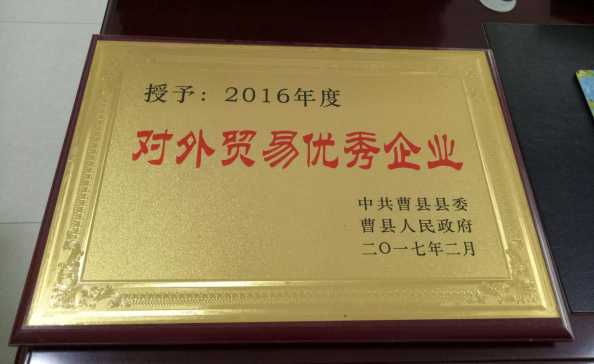 授予：2016年度
对外贸易优秀企业
中共曹县县委
曹县人民政府
二〇一七年二月